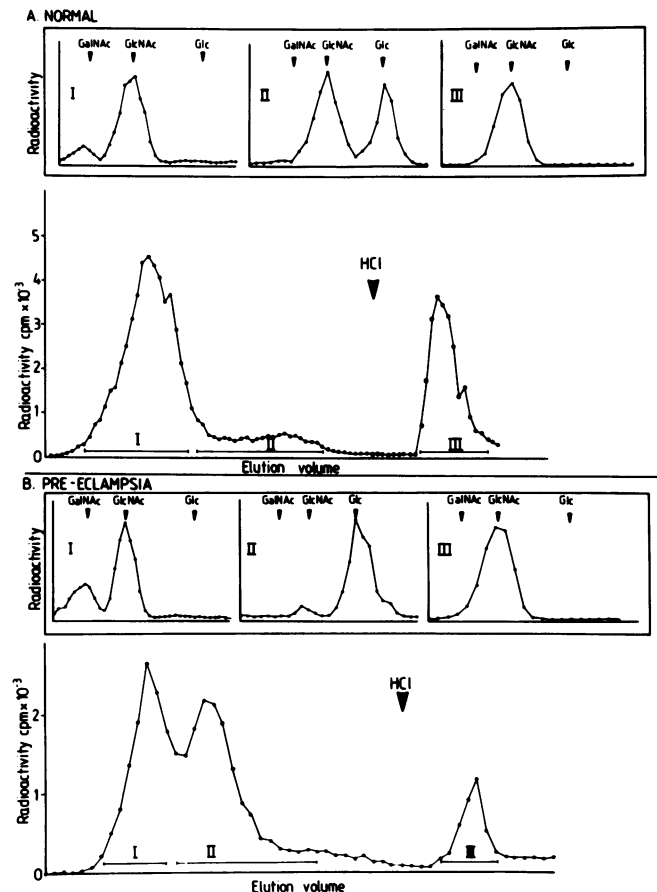 A. NORMAL
GalNAc GlcNAc Glc
GalNAc GlcNAc Glc
GalNAc GlcNAc Glc
I
II
III
Radioactivity
5
4
3
2
1
0
Radioactivity cpm×10⁻³
HCl
I
II
III
Elution volume
B. PRE-ECLAMPSIA
GalNAc GlcNAc Glc
GalNAc GlcNAc Glc
GalNAc GlcNAc Glc
I
II
III
Radioactivity
2
1
0
Radioactivity cpm×10⁻³
HCl
I
II
III
Elution volume